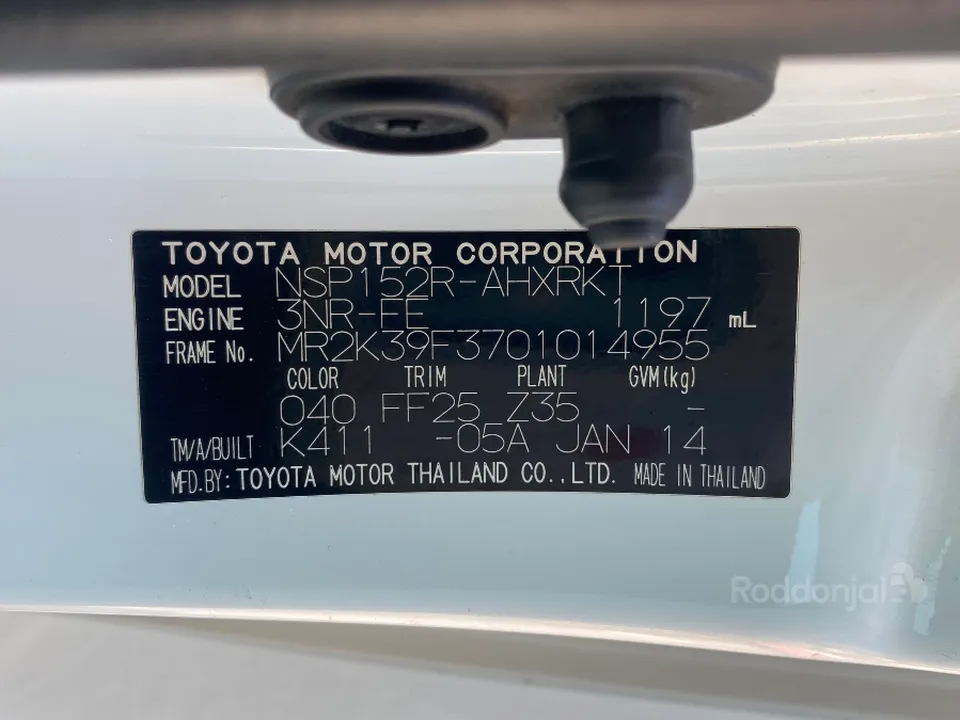 TOYOTA MOTOR CORPORATION
MODEL NSP152R-AHXRKT
ENGINE 3NR-FE 1197 mL
FRAME No. MR2K39F3701014955
COLOR TRIM PLANT GVM(kg)
040 FF25 Z35 -
TM/A/BUILT K411 -05A JAN 14
MFD.BY: TOYOTA MOTOR THAILAND CO.,LTD. MADE IN THAILAND
Roddonjai